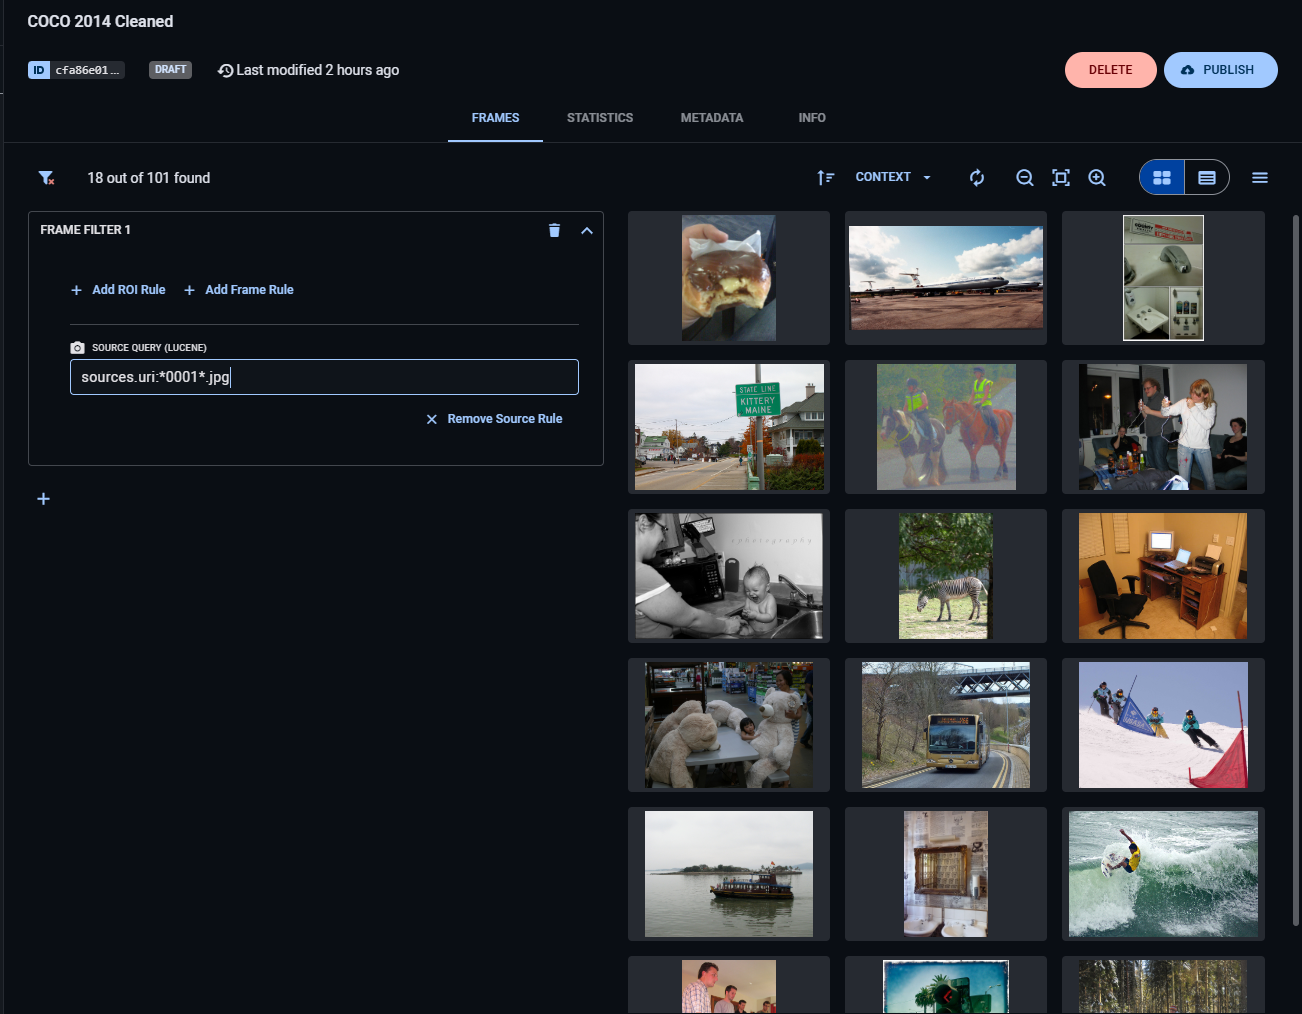 COCO 2014 Cleaned
ID cfa86e01...
DRAFT
Last modified 2 hours ago
DELETE
PUBLISH
FRAMES
STATISTICS
METADATA
INFO
18 out of 101 found
CONTEXT
FRAME FILTER 1
Add ROI Rule
Add Frame Rule
SOURCE QUERY (LUCENE)
sources.uri:*0001*.jpg
Remove Source Rule
STATE LINE
KITTERY
MAINE